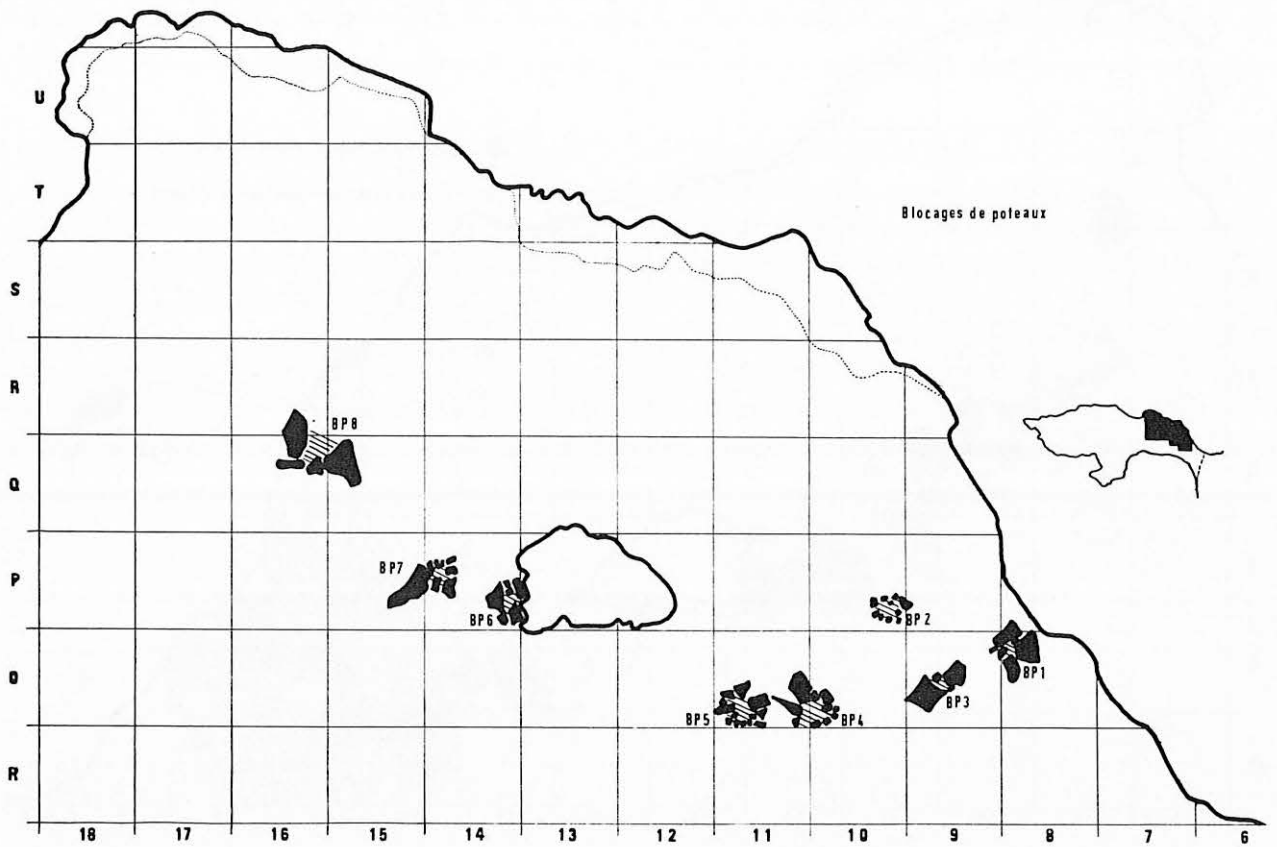 U
T
Blocages de poteaux
S
R
BP8
Q
P
BP7
BP6
BP2
O
BP1
BP3
BP5
BP4
R
18 17 16 15 14 13 12 11 10 9 8 7 6